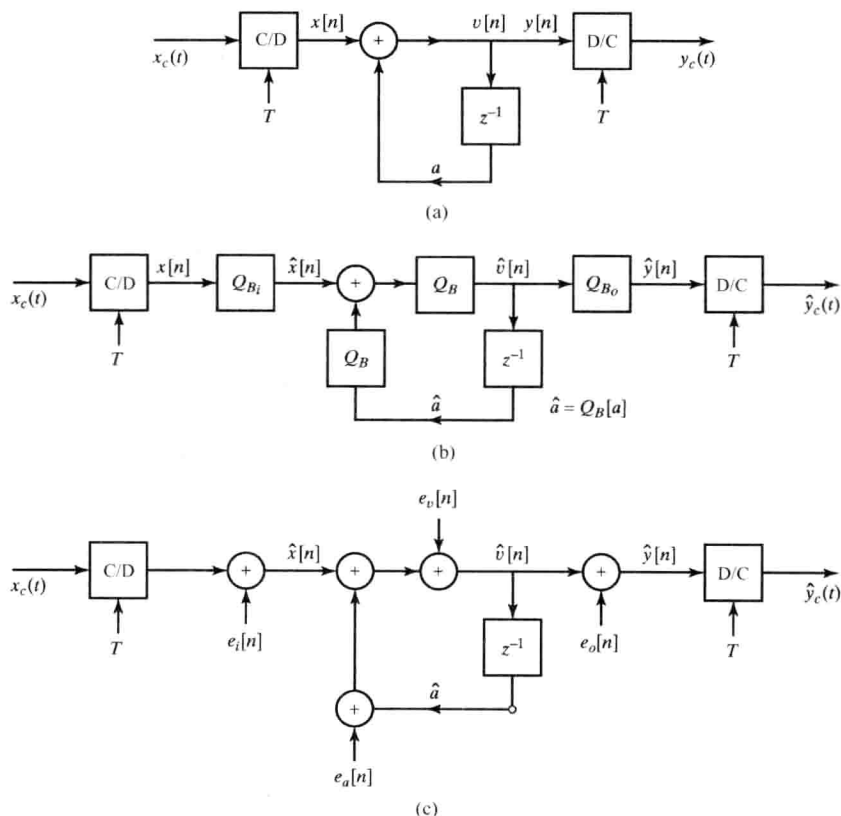 x[n] v[n] y[n]
C/D + D/C
x_c(t) y_c(t)
T z⁻¹ T
a
(a)
x[n] x̂[n] v̂[n] ŷ[n]
C/D Q_{B_i} + Q_B Q_{B_o} D/C
x_c(t) ŷ_c(t)
T Q_B z⁻¹ T
â â = Q_B[a]
(b)
e_v[n]
x̂[n] v̂[n] ŷ[n]
C/D + + + + D/C
x_c(t) ŷ_c(t)
T e_i[n] z⁻¹ e_o[n] T
â
+
e_a[n]
(c)